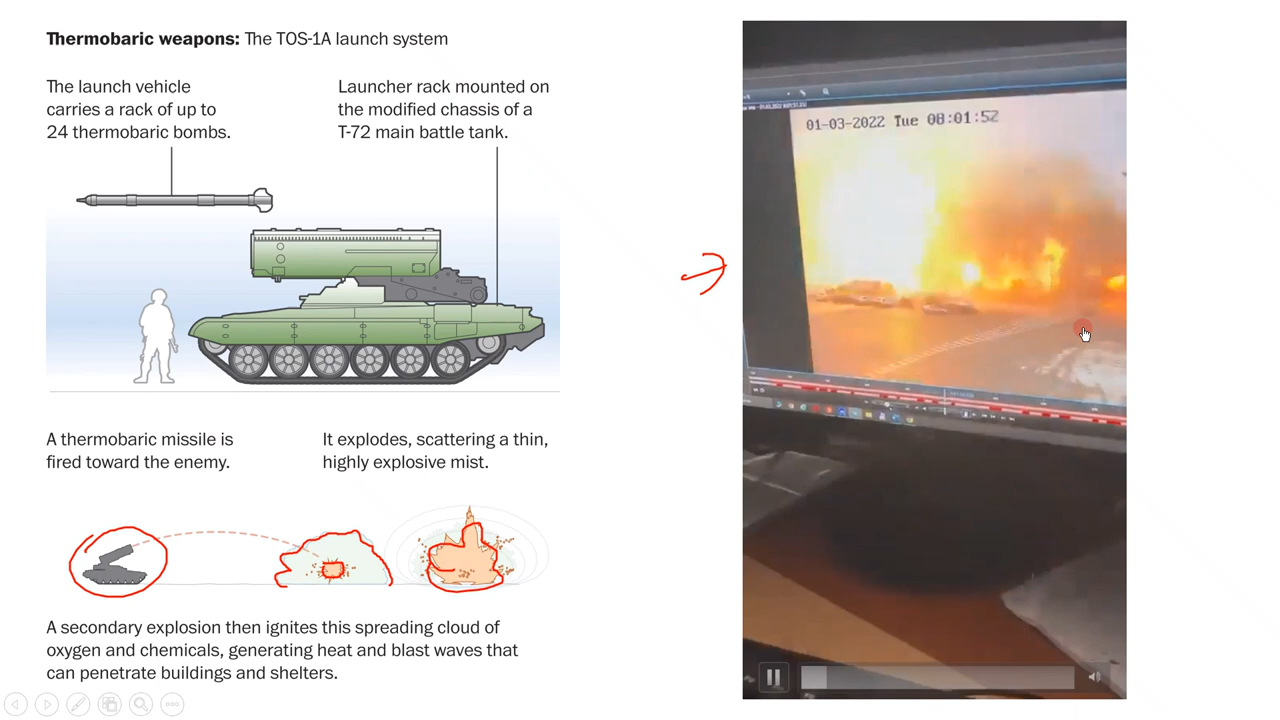 Thermobaric weapons: The TOS-1A launch system
The launch vehicle
carries a rack of up to
24 thermobaric bombs.
Launcher rack mounted on
the modified chassis of a
T-72 main battle tank.
A thermobaric missile is
fired toward the enemy.
It explodes, scattering a thin,
highly explosive mist.
A secondary explosion then ignites this spreading cloud of
oxygen and chemicals, generating heat and blast waves that
can penetrate buildings and shelters.
01-03-2022 Tue 08:01:52